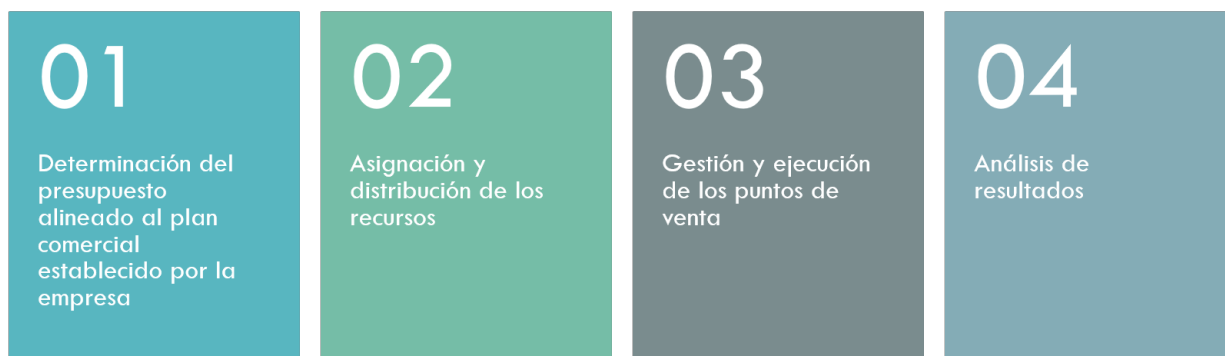 01
Determinación del
presupuesto
alineado al plan
comercial
establecido por la
empresa
02
Asignación y
distribución de los
recursos
03
Gestión y ejecución
de los puntos de
venta
04
Análisis de
resultados